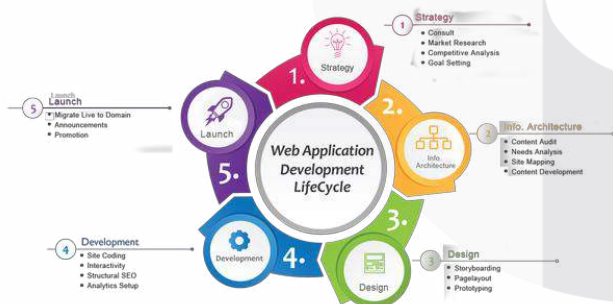 1
Strategy
Consult
Market Research
Competitive Analysis
Goal Setting
Strategy
1.
2.
Info.
Architecture
2
Info. Architecture
Content Audit
Needs Analysis
Site Mapping
Content Development
Web Application
Development
LifeCycle
3.
Design
3
Design
Storyboarding
Pagelayout
Prototyping
4.
Development
4
Development
Site Coding
Interactivity
Structural SEO
Analytics Setup
5.
Launch
5
Launch
Launch
Migrate Live to Domain
Announcements
Promotion